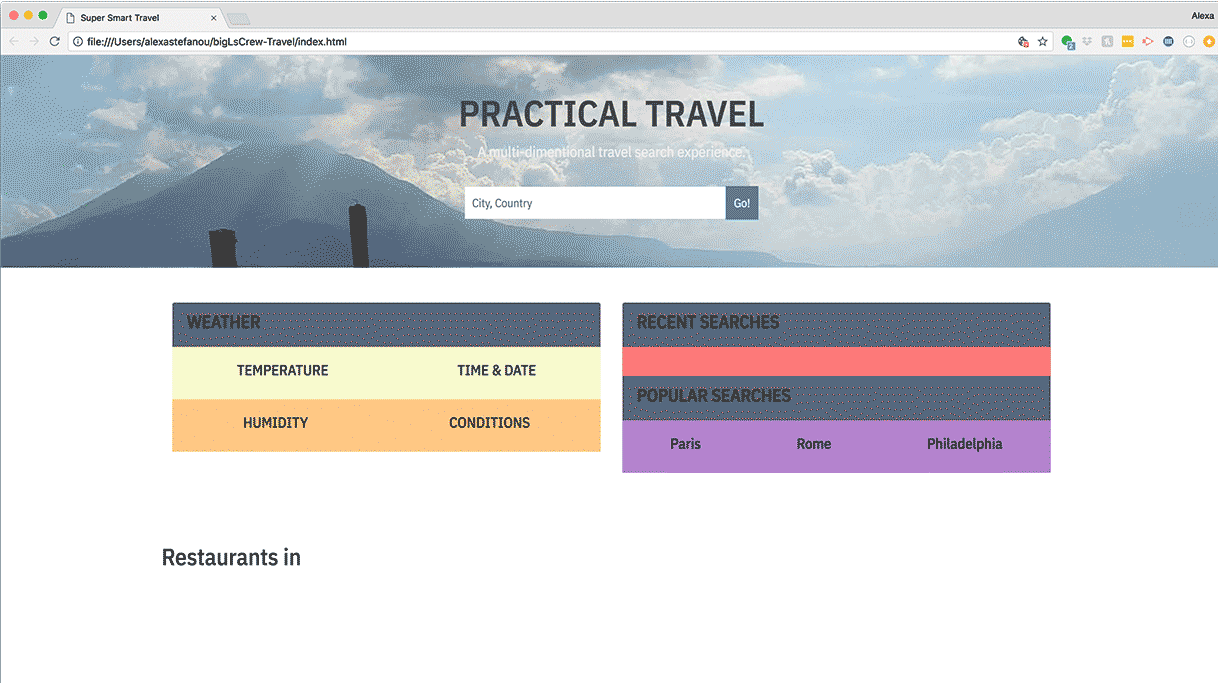 Super Smart Travel
Alexa
file:///Users/alexastefanou/bigLsCrew-Travel/index.html
PRACTICAL TRAVEL
A multi-dimentional travel search experience.
City, Country
Go!
WEATHER
TEMPERATURE
TIME & DATE
HUMIDITY
CONDITIONS
RECENT SEARCHES
POPULAR SEARCHES
Paris
Rome
Philadelphia
Restaurants in